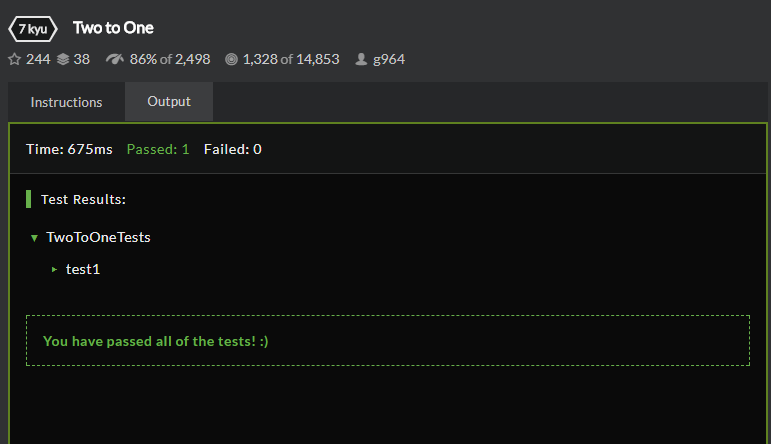 7 kyu Two to One
244 38 86% of 2,498 1,328 of 14,853 g964
Instructions Output
Time: 675ms Passed: 1 Failed: 0
Test Results:
TwoToOneTests
test1
You have passed all of the tests! :)